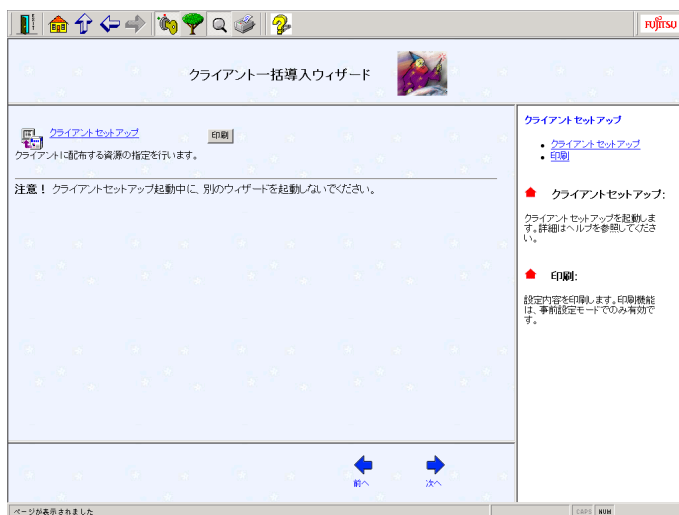 FUJITSU
クライアント一括導入ウィザード
クライアントセットアップ
印刷
クライアントに配布する資源の指定を行います。
注意！ クライアントセットアップ起動中に、別のウィザードを起動しないでください。
前へ
次へ
クライアントセットアップ
クライアントセットアップ
印刷
クライアントセットアップ:
クライアントセットアップを起動しま
す。詳細はヘルプを参照してくださ
い。
印刷:
設定内容を印刷します。印刷機能
は、事前設定モードでのみ有効で
す。
ページが表示されました
CAPS
NUM